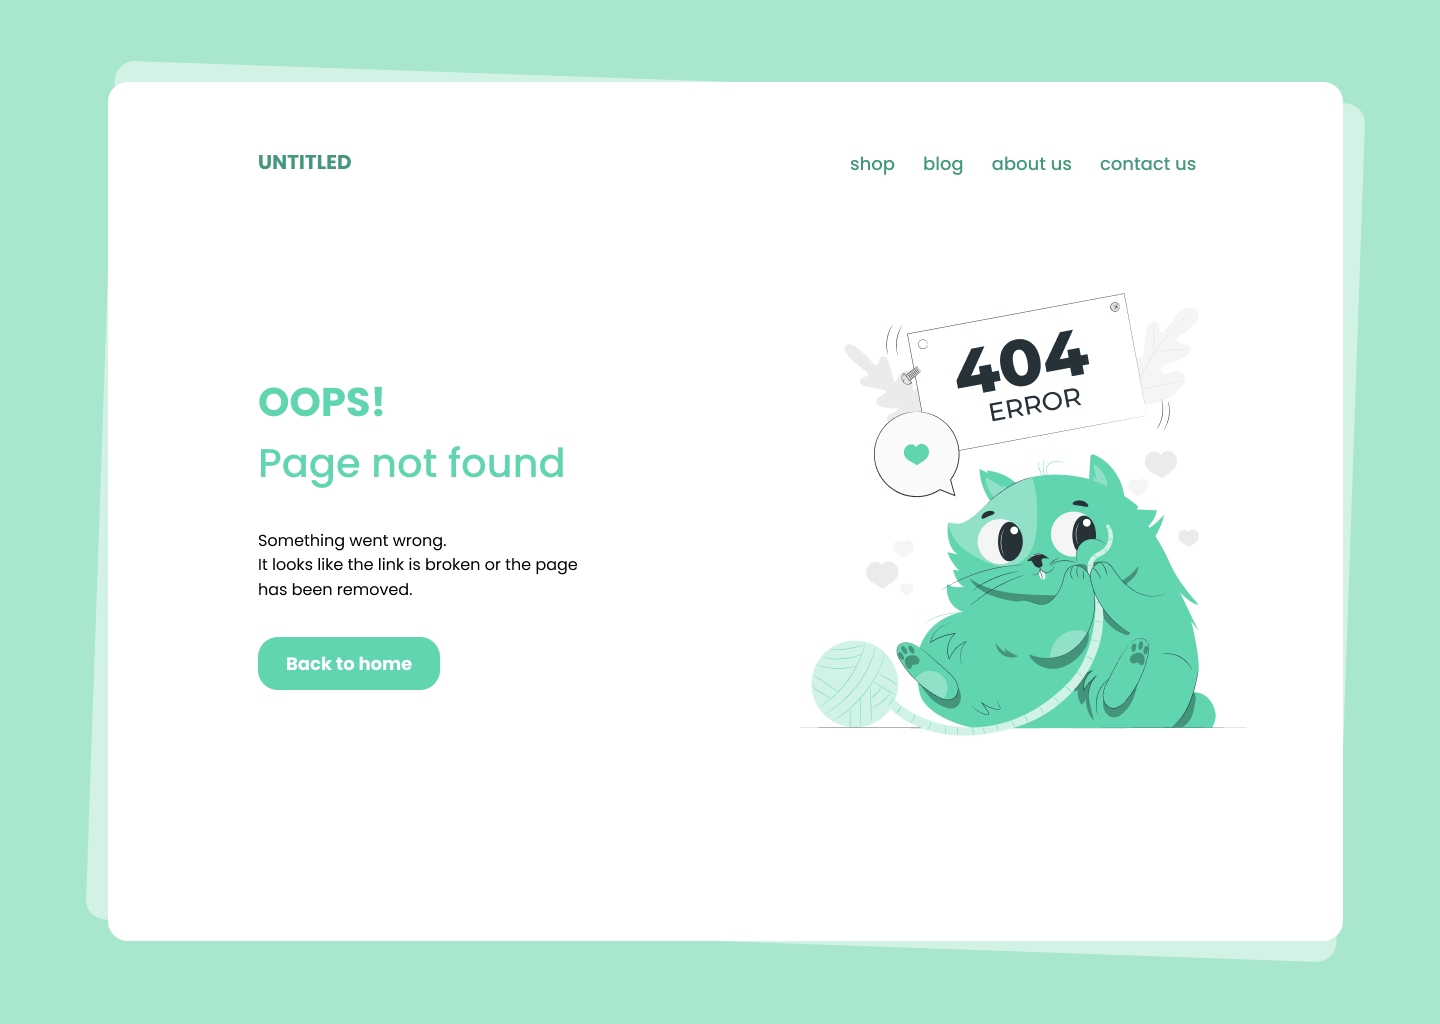 UNTITLED
shop blog about us contact us
OOPS!
Page not found
Something went wrong.
It looks like the link is broken or the page
has been removed.
Back to home
404
ERROR